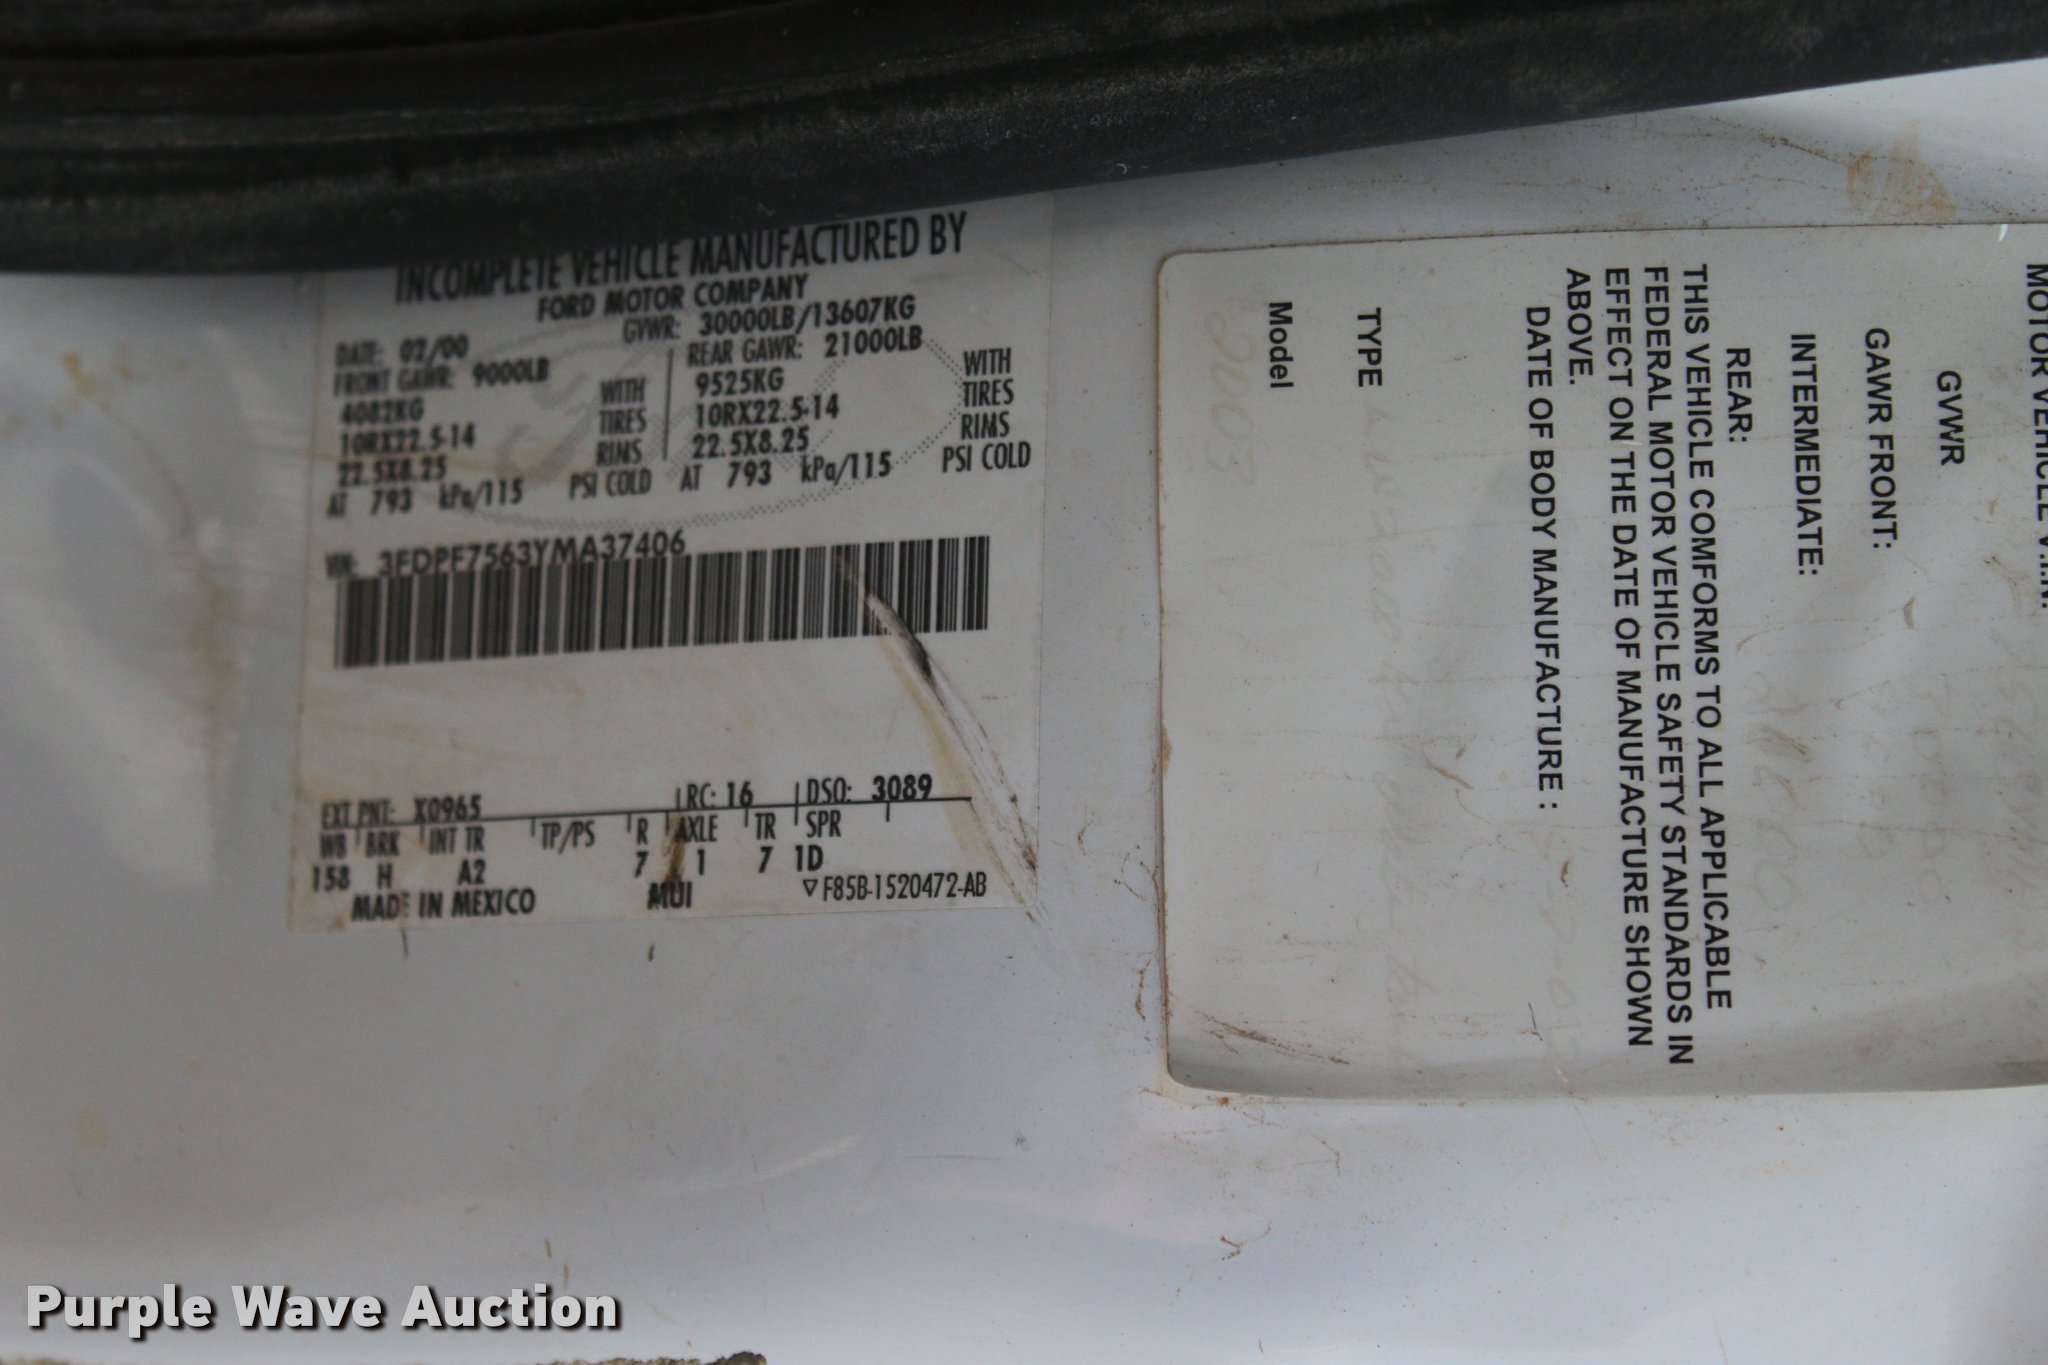 INCOMPLETE VEHICLE MANUFACTURED BY
FORD MOTOR COMPANY
DATE: 02/00 GVWR: 30000LB/13607KG
FRONT GAWR: 9000LB REAR GAWR: 21000LB
4082KG WITH 9525KG WITH
10RX22.5-14 TIRES 10RX22.5-14 TIRES
22.5X8.25 RIMS 22.5X8.25 RIMS
AT 793 kPa/115 PSI COLD AT 793 kPa/115 PSI COLD
VIN: 3FDPF7563YMA37406
EXT PNT: X0965 RC: 16 DSO: 3089
WB BRK INT TR TP/PS R AXLE TR SPR
158 H A2 7 1 7 1D
MADE IN MEXICO MUI ▽F85B-1520472-AB
MOTOR VEHICLE V.I.N.
GVWR
GAWR FRONT:
INTERMEDIATE:
REAR:
THIS VEHICLE COMFORMS TO ALL APPLICABLE
FEDERAL MOTOR VEHICLE SAFETY STANDARDS IN
EFFECT ON THE DATE OF MANUFACTURE SHOWN
ABOVE.
DATE OF BODY MANUFACTURE :
TYPE
Model
2003
Purple Wave Auction